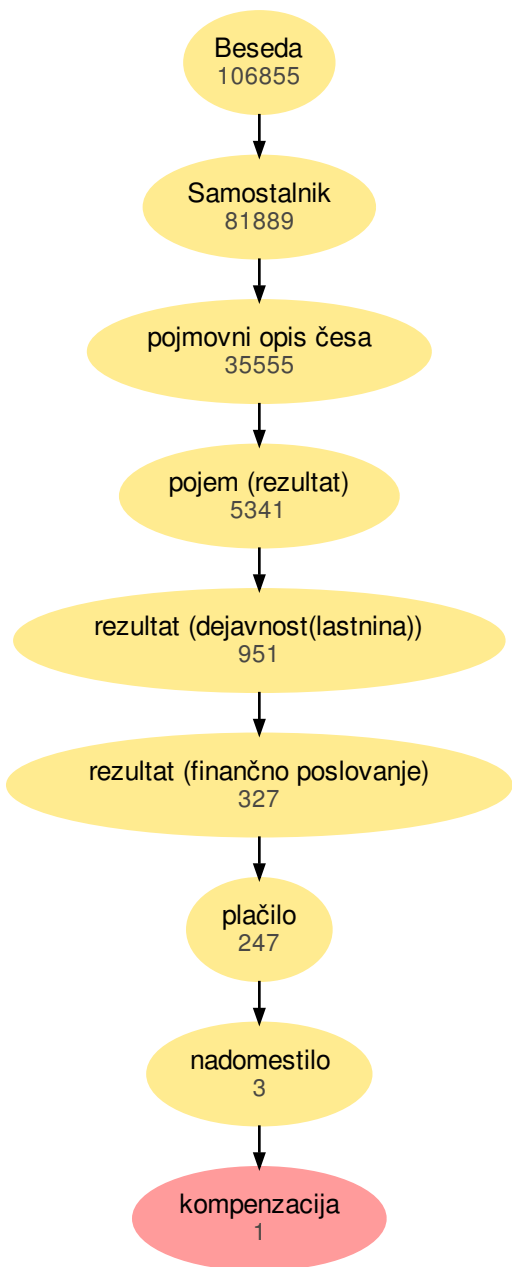 Beseda
106855
Samostalnik
81889
pojmovni opis česa
35555
pojem (rezultat)
5341
rezultat (dejavnost(lastnina))
951
rezultat (finančno poslovanje)
327
plačilo
247
nadomestilo
3
kompenzacija
1